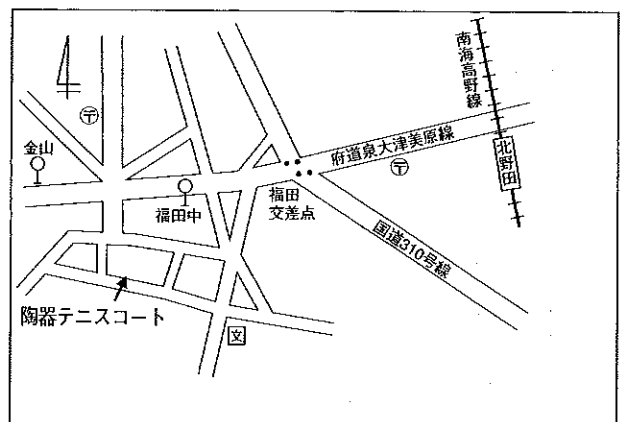 南海高野線
北野田
府道泉大津美原線
〒
〒
金山
福田中
福田
交差点
国道310号線
陶器テニスコート
文